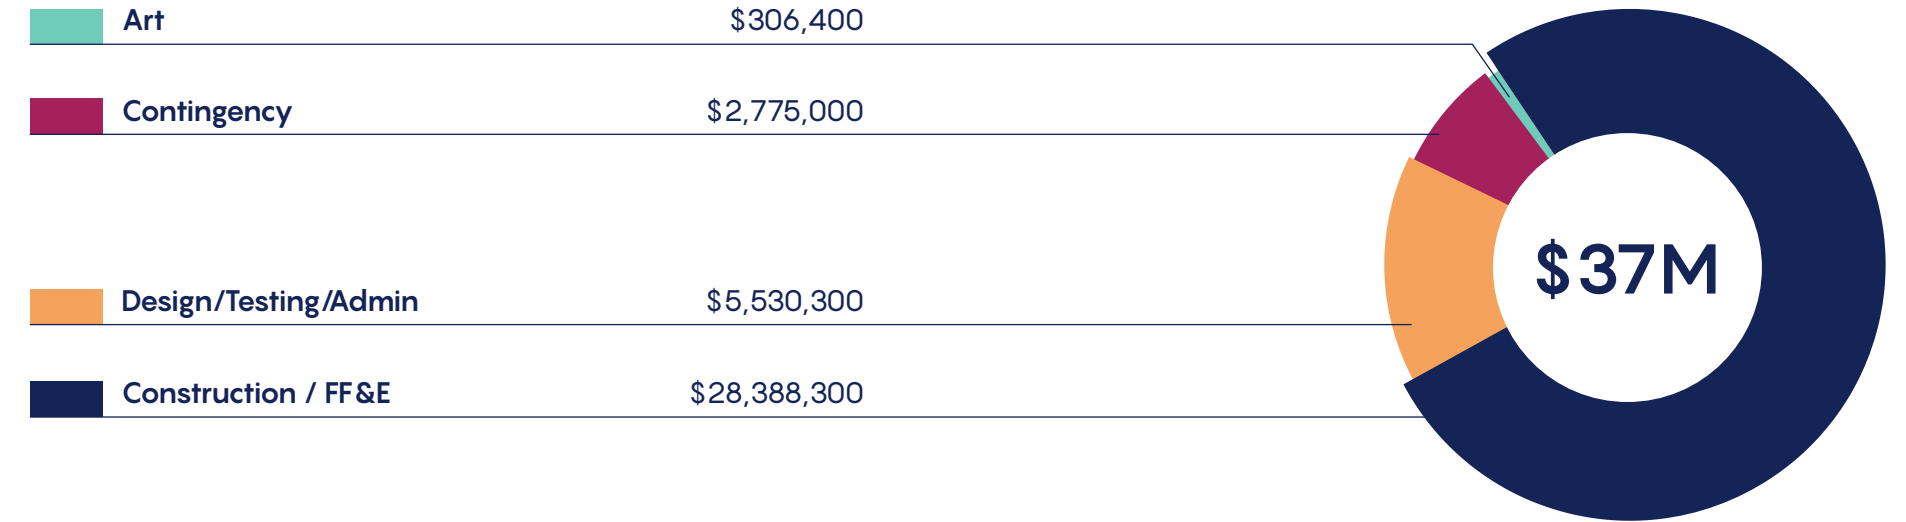 Art $306,400
Contingency $2,775,000
Design/Testing/Admin $5,530,300
Construction / FF&E $28,388,300
$37M